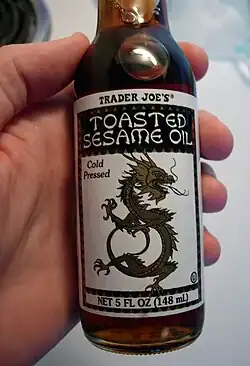 TRADER JOE'S®
TOASTED
SESAME OIL
Cold
Pressed
NET 5 FL OZ (148 mL)